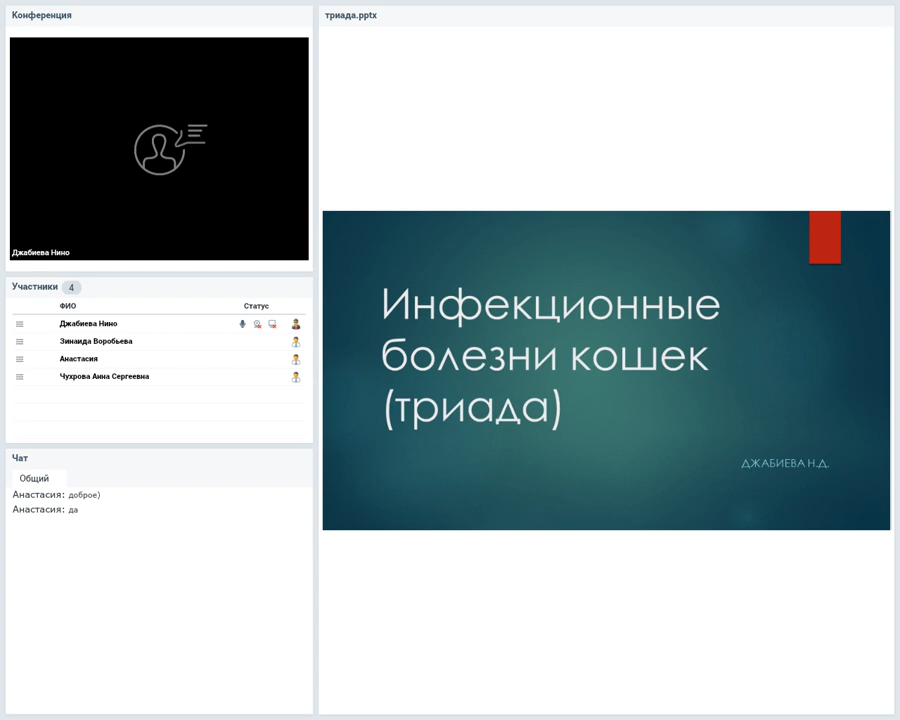 Конференция
Джабиева Нино
Участники 4
ФИО Статус
Джабиева Нино
Зинаида Воробьева
Анастасия
Чухрова Анна Сергеевна
Чат
Общий
Анастасия: доброе)
Анастасия: да
триада.pptx
Инфекционные
болезни кошек
(триада)
ДЖАБИЕВА Н.Д.